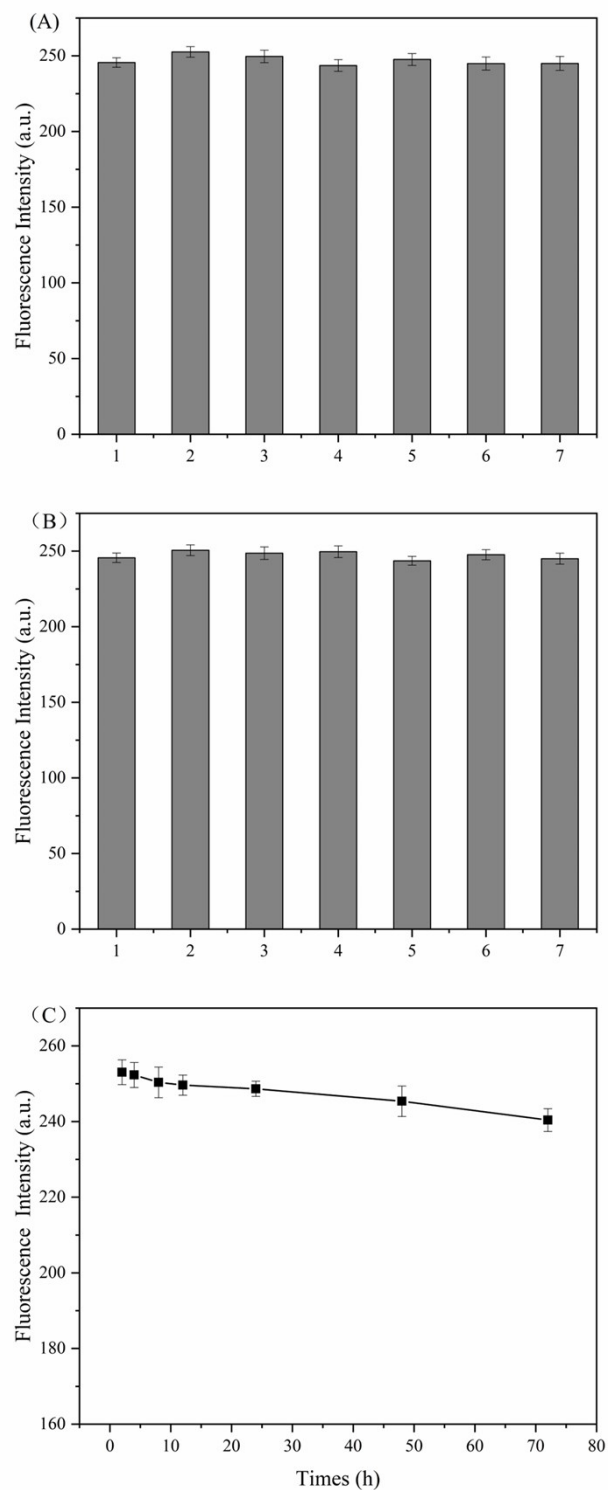 (A)
Fluorescence Intensity (a.u.)
250
200
150
100
50
0
1 2 3 4 5 6 7
（B）
Fluorescence Intensity (a.u.)
250
200
150
100
50
0
1 2 3 4 5 6 7
（C）
Fluorescence Intensity (a.u.)
260
240
220
200
180
160
0 10 20 30 40 50 60 70 80
Times (h)